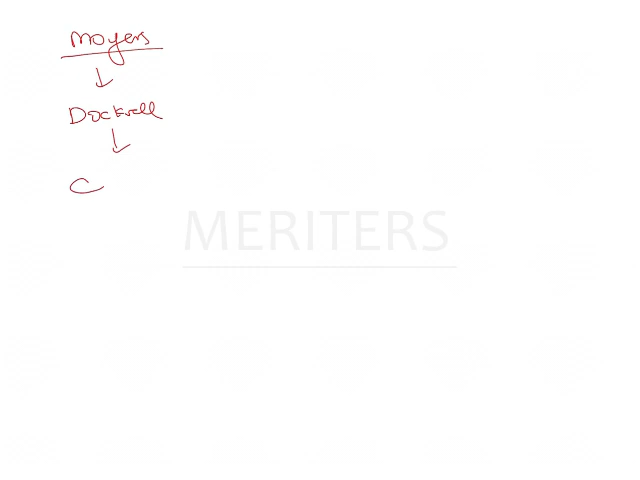 Moyers
↓
Dockrell
↓
C
MERITERS